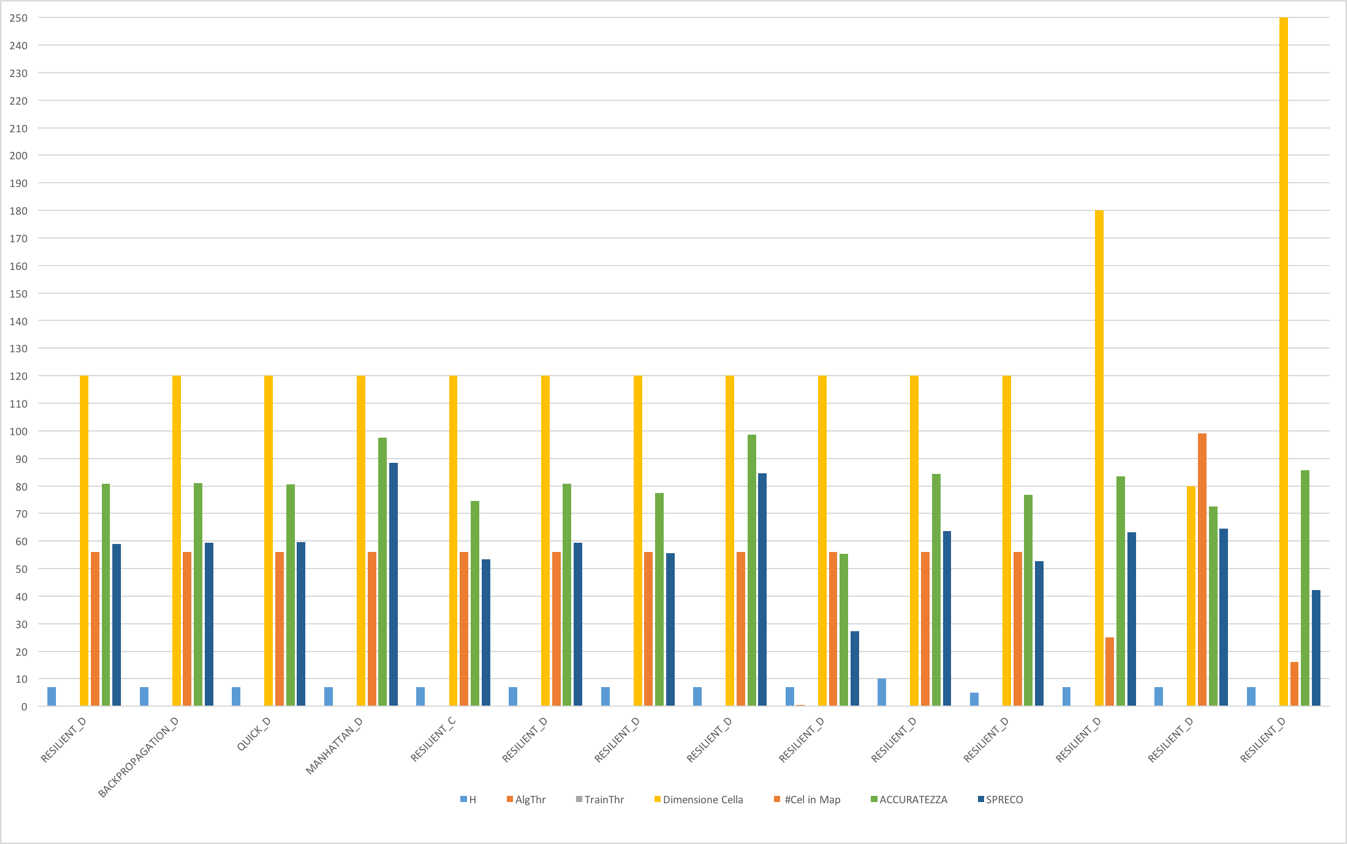 250
240
230
220
210
200
190
180
170
160
150
140
130
120
110
100
90
80
70
60
50
40
30
20
10
0
RESILIENT_D
BACKPROPAGATION_D
QUICK_D
MANHATTAN_D
RESILIENT_C
RESILIENT_D
RESILIENT_D
RESILIENT_D
RESILIENT_D
RESILIENT_D
RESILIENT_D
RESILIENT_D
RESILIENT_D
RESILIENT_D
H AlgThr TrainThr Dimensione Cella #Cel in Map ACCURATEZZA SPRECO